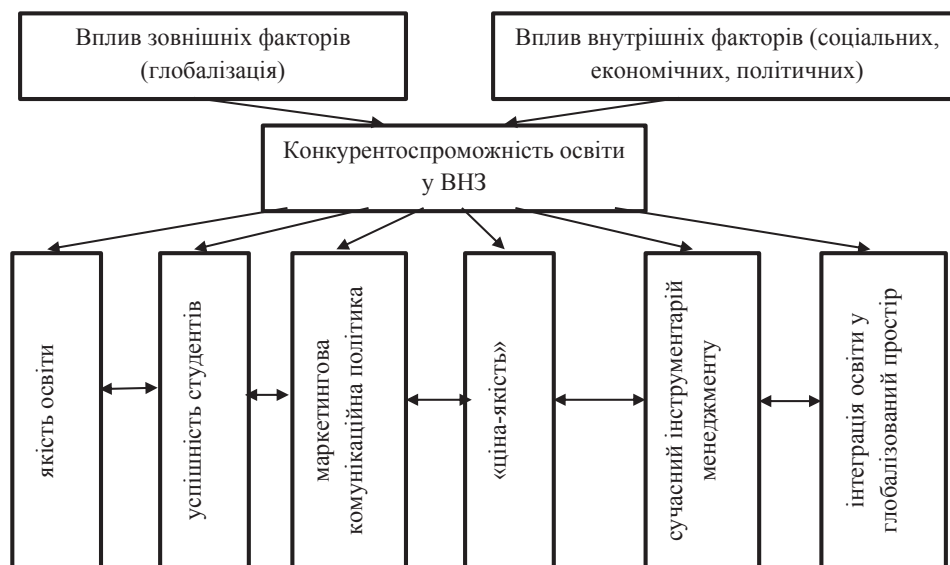 Вплив зовнішніх факторів
(глобалізація)
Вплив внутрішніх факторів (соціальних,
економічних, політичних)
Конкурентоспроможність освіти
у ВНЗ
якість освіти
успішність студентів
маркетингова
комунікаційна політика
«ціна-якість»
сучасний інструментарій
менеджменту
інтеграція освіти у
глобалізований простір